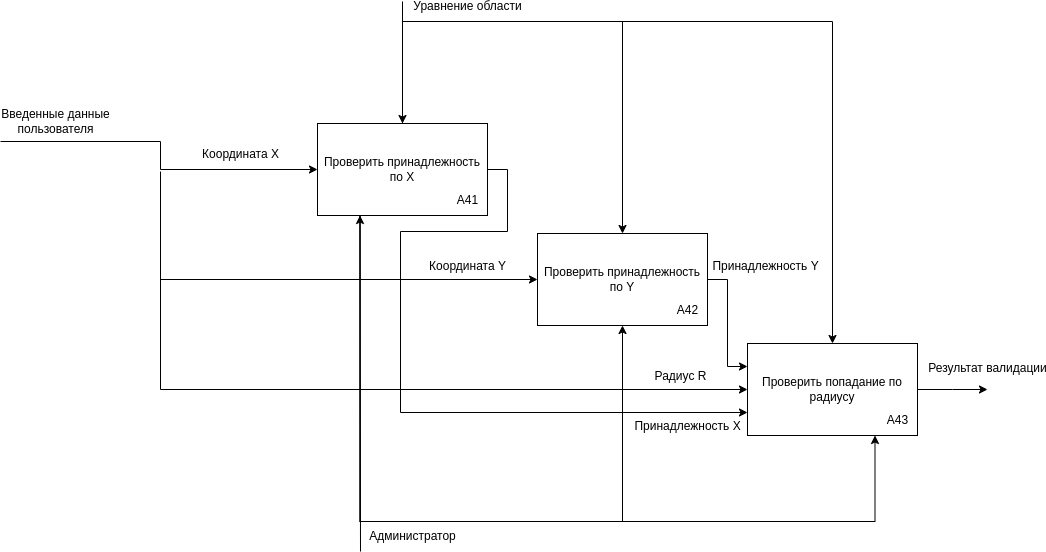 Уравнение области
Введенные данные
пользователя
Координата X
Проверить принадлежность
по X
A41
Координата Y
Проверить принадлежность
по Y
A42
Принадлежность Y
Радиус R
Проверить попадание по
радиусу
A43
Результат валидации
Принадлежность X
Администратор